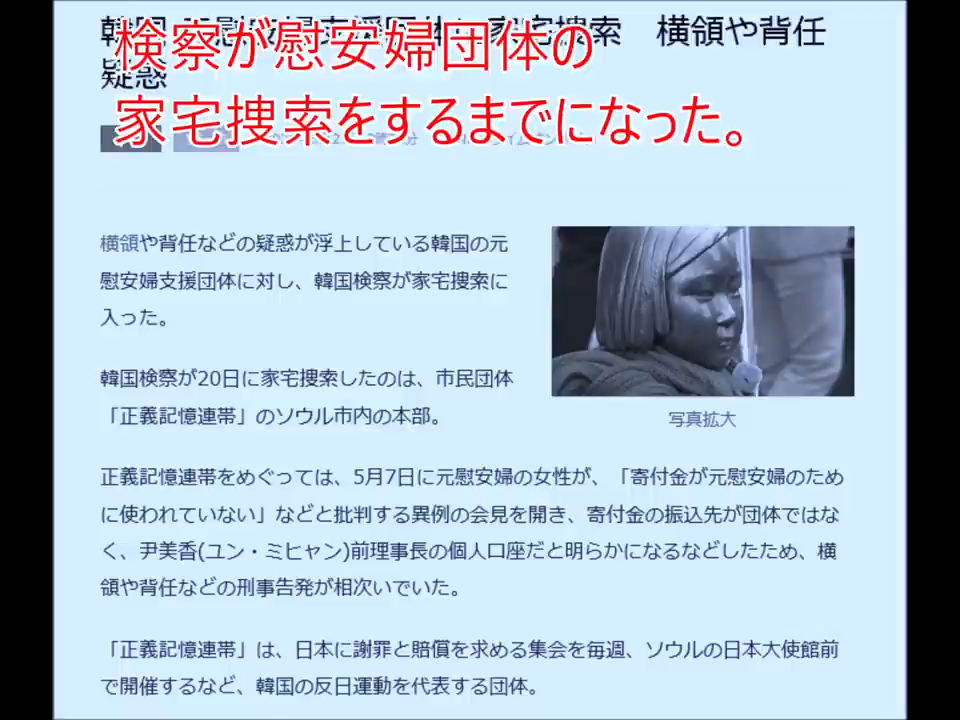 検察が慰安婦団体の
家宅捜索をするまでになった。
家宅捜索 横領や背任
疑惑
横領や背任などの疑惑が浮上している韓国の元
慰安婦支援団体に対し、韓国検察が家宅捜索に
入った。
写真拡大
韓国検察が20日に家宅捜索したのは、市民団体
「正義記憶連帯」のソウル市内の本部。
正義記憶連帯をめぐっては、5月7日に元慰安婦の女性が、「寄付金が元慰安婦のため
に使われていない」などと批判する異例の会見を開き、寄付金の振込先が団体ではな
く、尹美香(ユン・ミヒャン)前理事長の個人口座だと明らかになるなどしたため、横
領や背任などの刑事告発が相次いでいた。
「正義記憶連帯」は、日本に謝罪と賠償を求める集会を毎週、ソウルの日本大使館前
で開催するなど、韓国の反日運動を代表する団体。